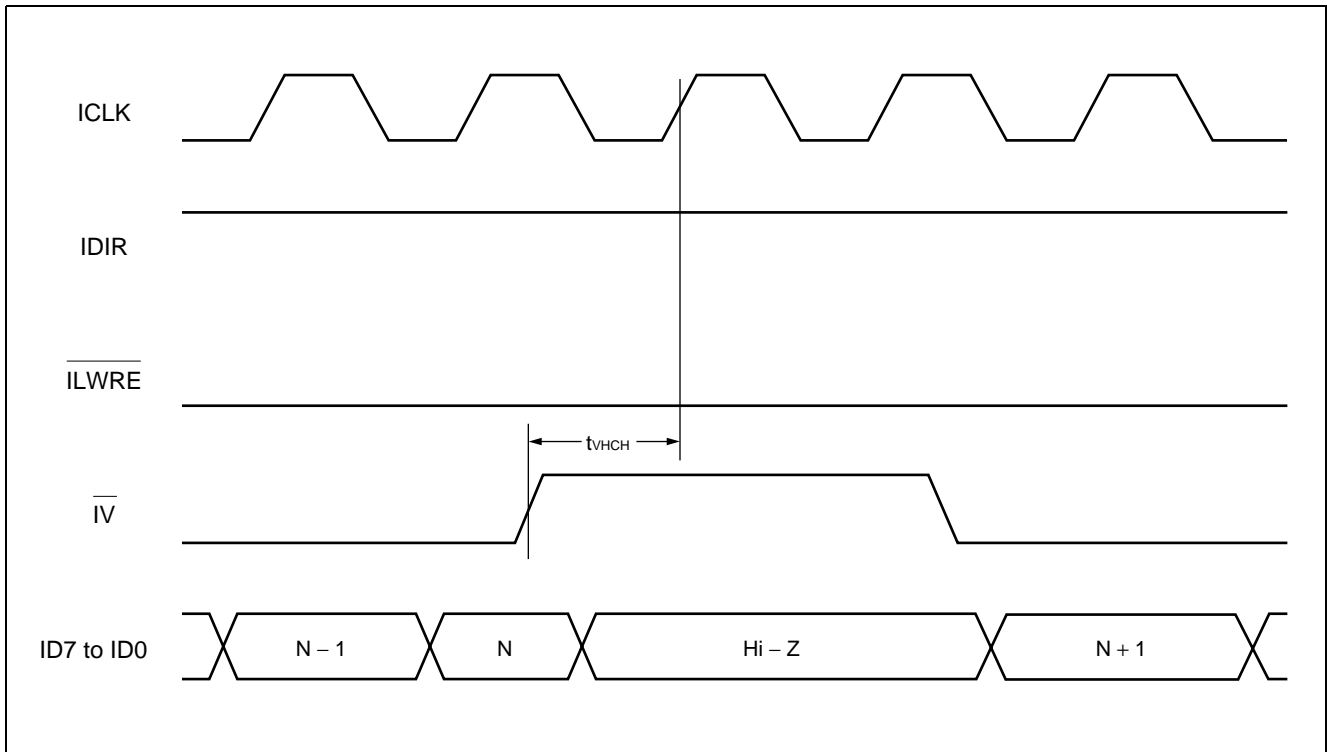 ICLK
IDIR
ILWRE
tVHCH
IV
ID7 to ID0
N – 1
N
Hi – Z
N + 1